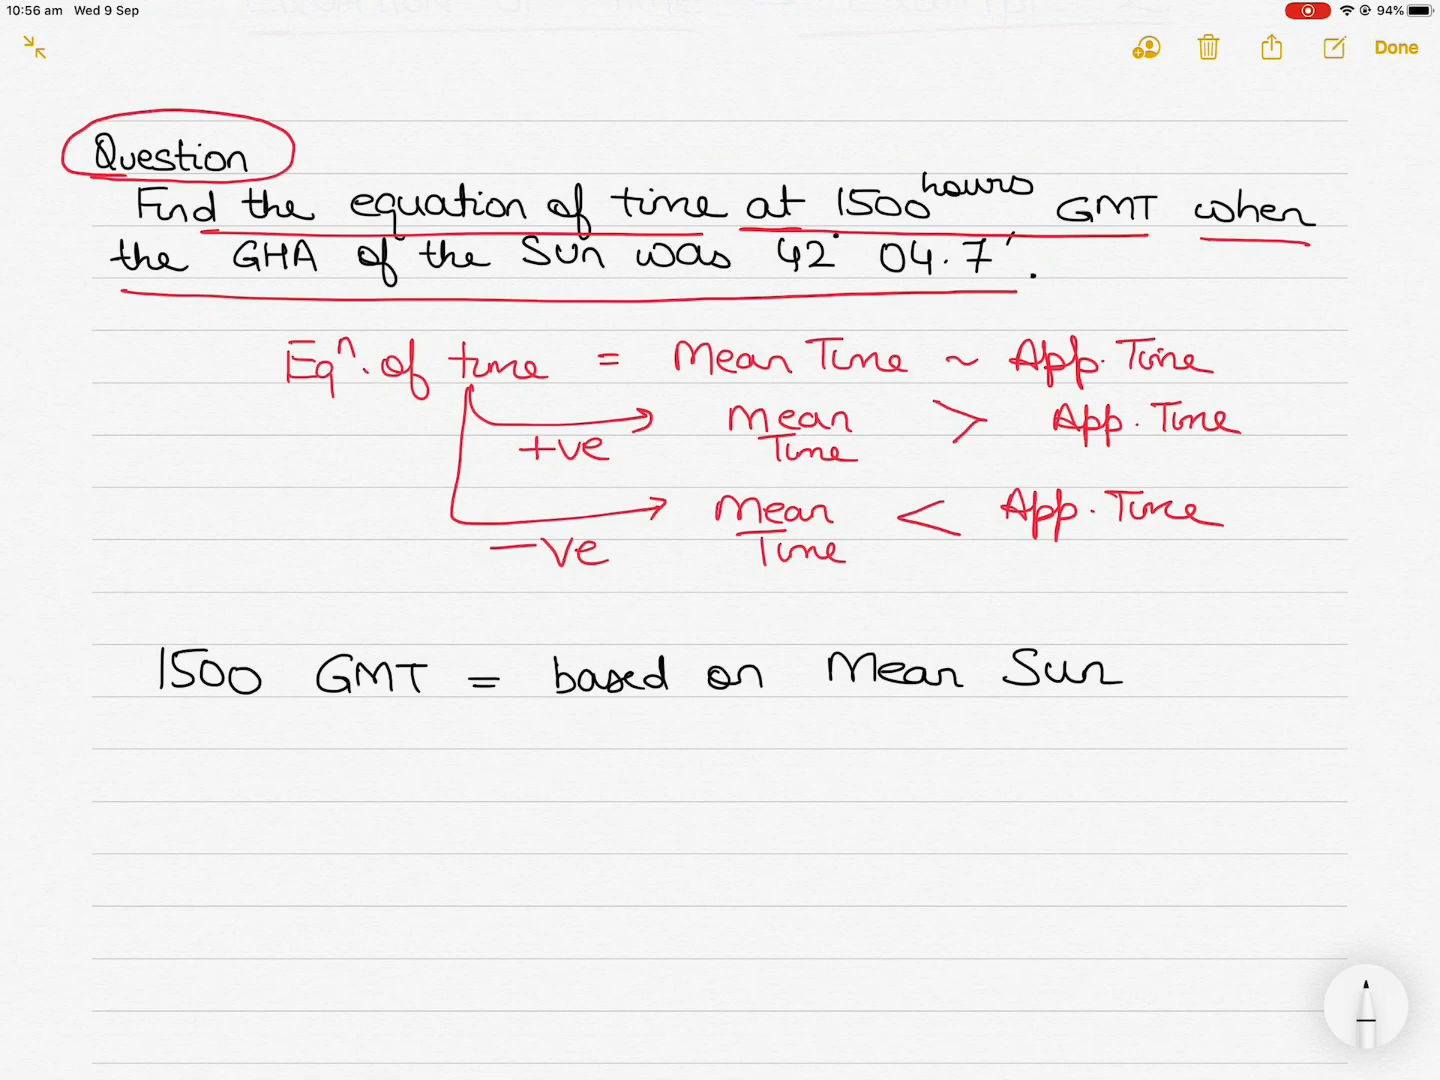 10:56 am Wed 9 Sep
94%
Done
Question
Find the equation of time at 1500 hours GMT when
the GHA of the Sun was 42° 04.7'.
Eqⁿ. of time = Mean Time ~ App. Time
+ve Mean Time > App. Time
-ve Mean Time < App. Time
1500 GMT = based on Mean Sun